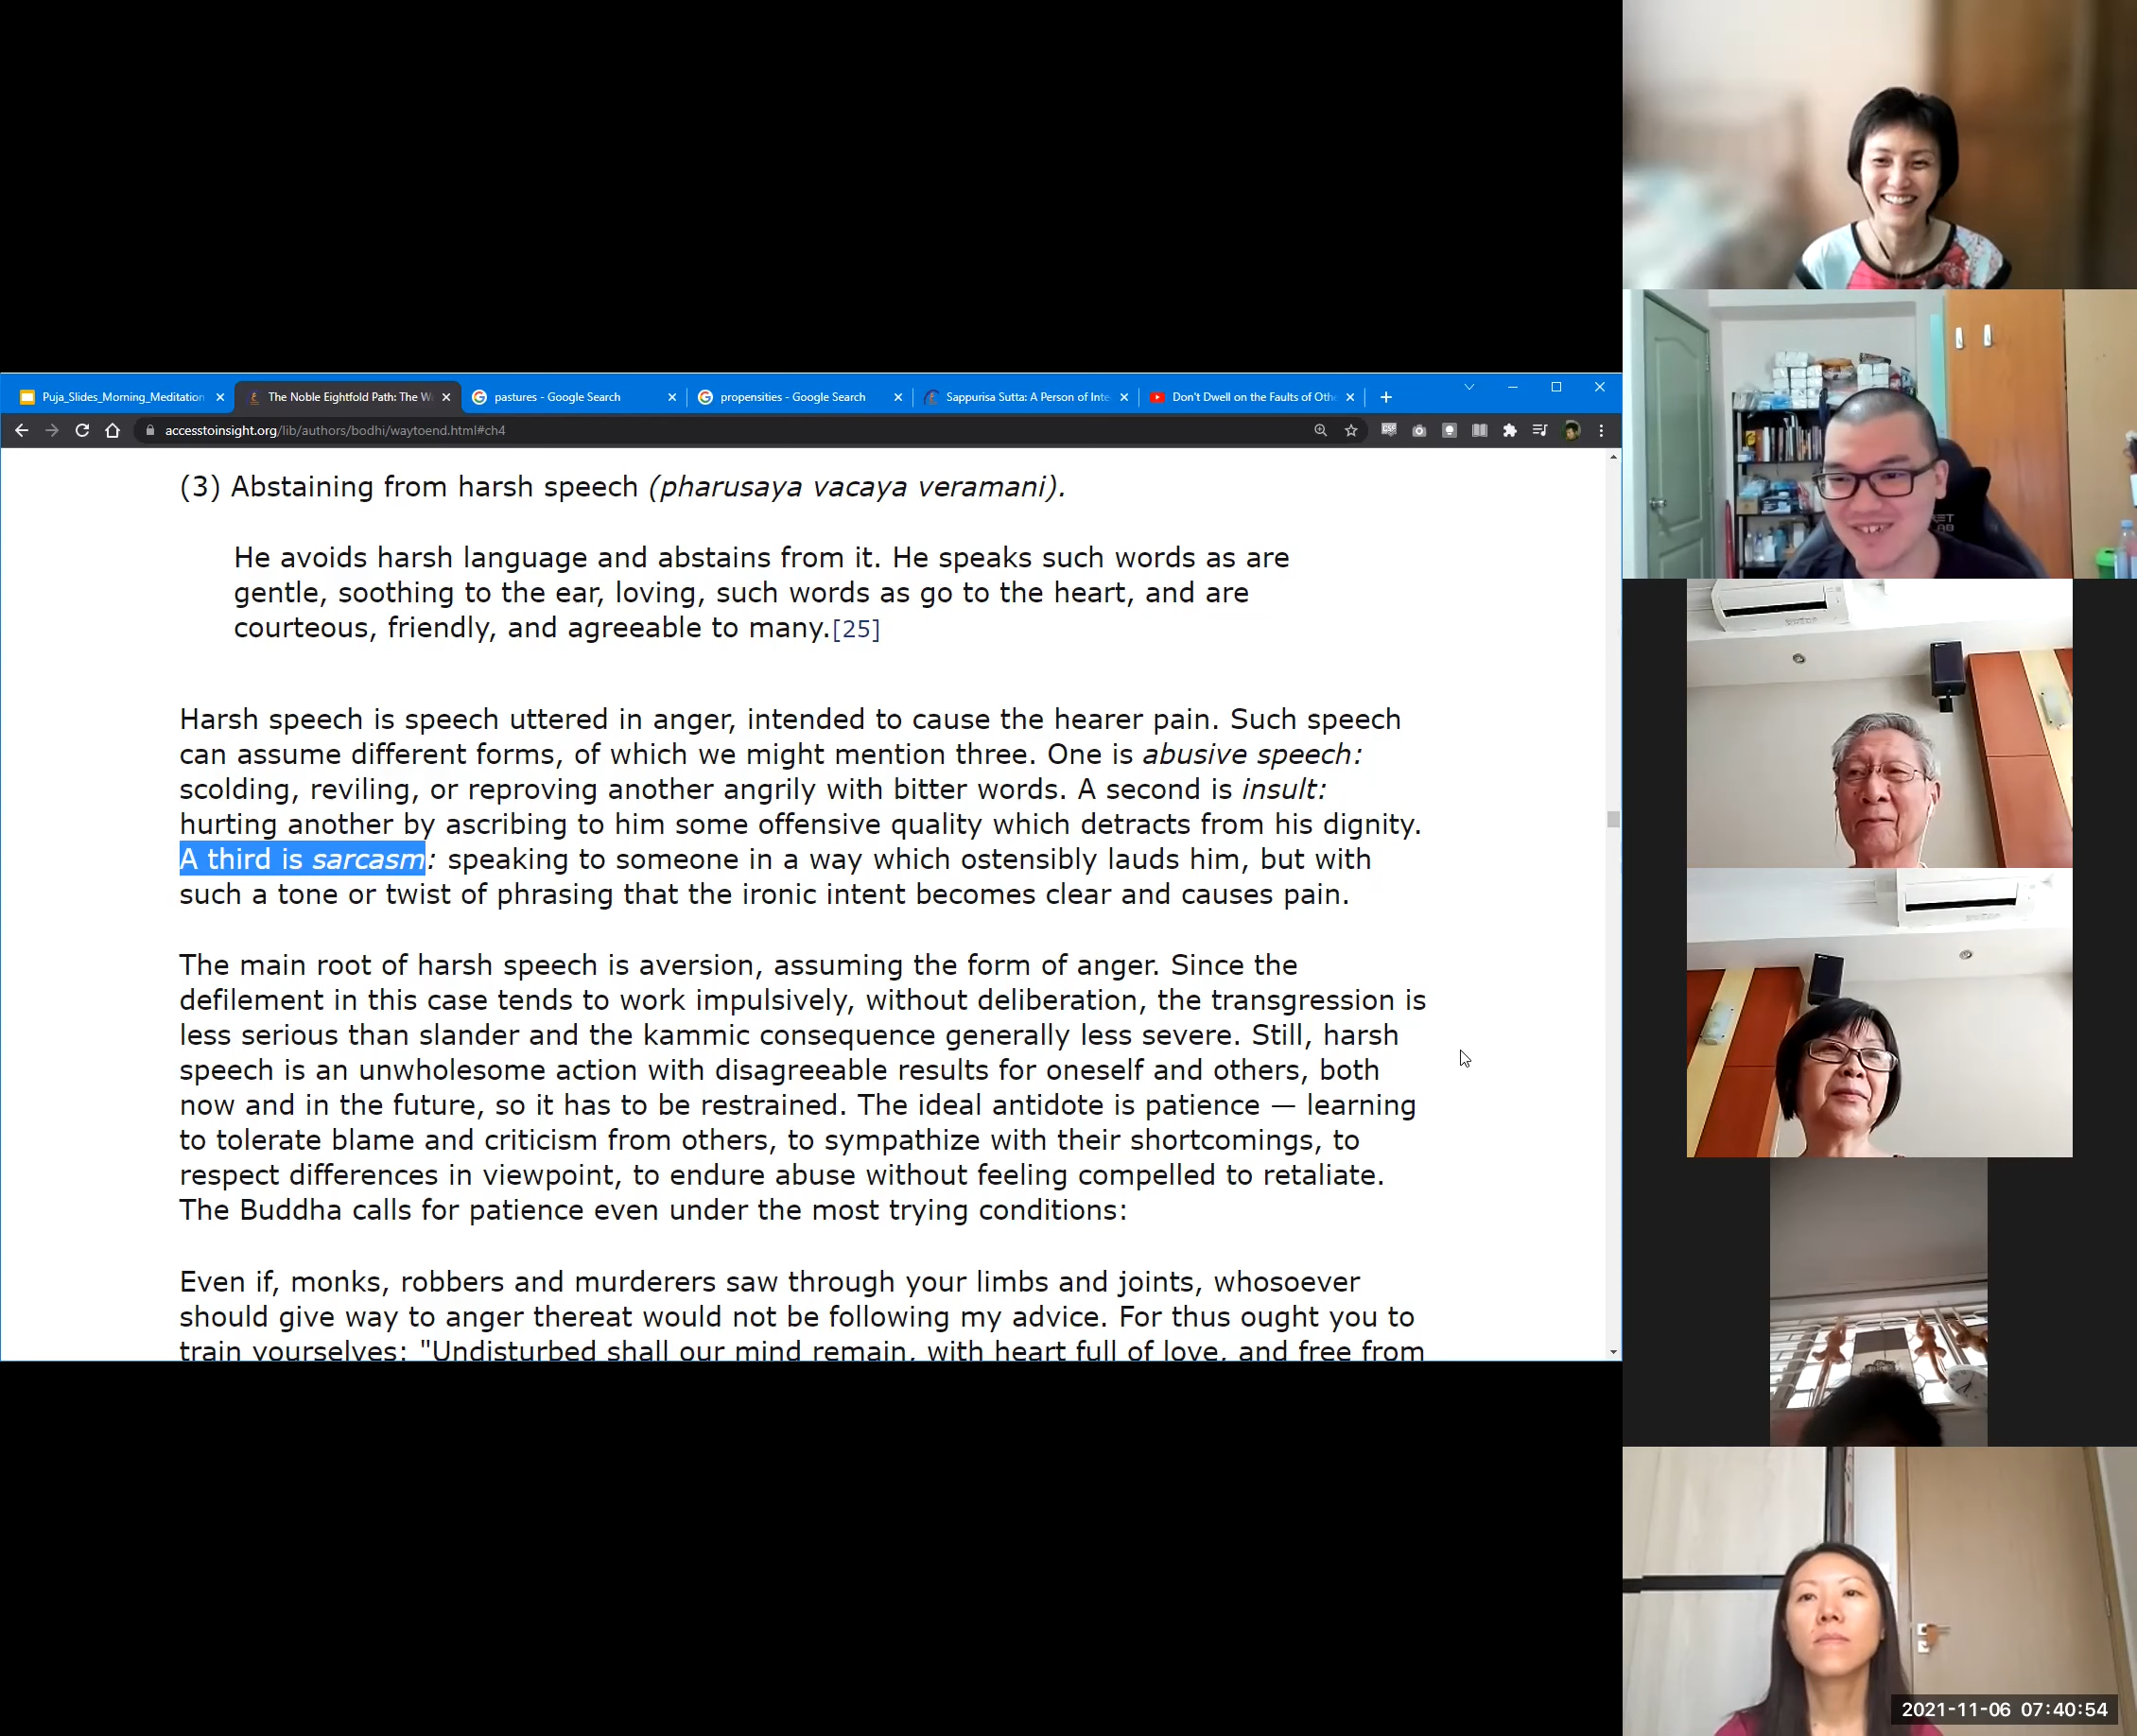 Puja_Slides_Morning_Meditation
The Noble Eightfold Path: The W
pastures - Google Search
propensities - Google Search
Sappurisa Sutta: A Person of Inte
Don't Dwell on the Faults of Othe
accesstoinsight.org/lib/authors/bodhi/waytoend.html#ch4
(3) Abstaining from harsh speech (pharusaya vacaya veramani).
He avoids harsh language and abstains from it. He speaks such words as are
gentle, soothing to the ear, loving, such words as go to the heart, and are
courteous, friendly, and agreeable to many.[25]
Harsh speech is speech uttered in anger, intended to cause the hearer pain. Such speech
can assume different forms, of which we might mention three. One is abusive speech:
scolding, reviling, or reproving another angrily with bitter words. A second is insult:
hurting another by ascribing to him some offensive quality which detracts from his dignity.
A third is sarcasm: speaking to someone in a way which ostensibly lauds him, but with
such a tone or twist of phrasing that the ironic intent becomes clear and causes pain.
The main root of harsh speech is aversion, assuming the form of anger. Since the
defilement in this case tends to work impulsively, without deliberation, the transgression is
less serious than slander and the kammic consequence generally less severe. Still, harsh
speech is an unwholesome action with disagreeable results for oneself and others, both
now and in the future, so it has to be restrained. The ideal antidote is patience — learning
to tolerate blame and criticism from others, to sympathize with their shortcomings, to
respect differences in viewpoint, to endure abuse without feeling compelled to retaliate.
The Buddha calls for patience even under the most trying conditions:
Even if, monks, robbers and murderers saw through your limbs and joints, whosoever
should give way to anger thereat would not be following my advice. For thus ought you to
train yourselves: "Undisturbed shall our mind remain, with heart full of love, and free from
2021-11-06 07:40:54